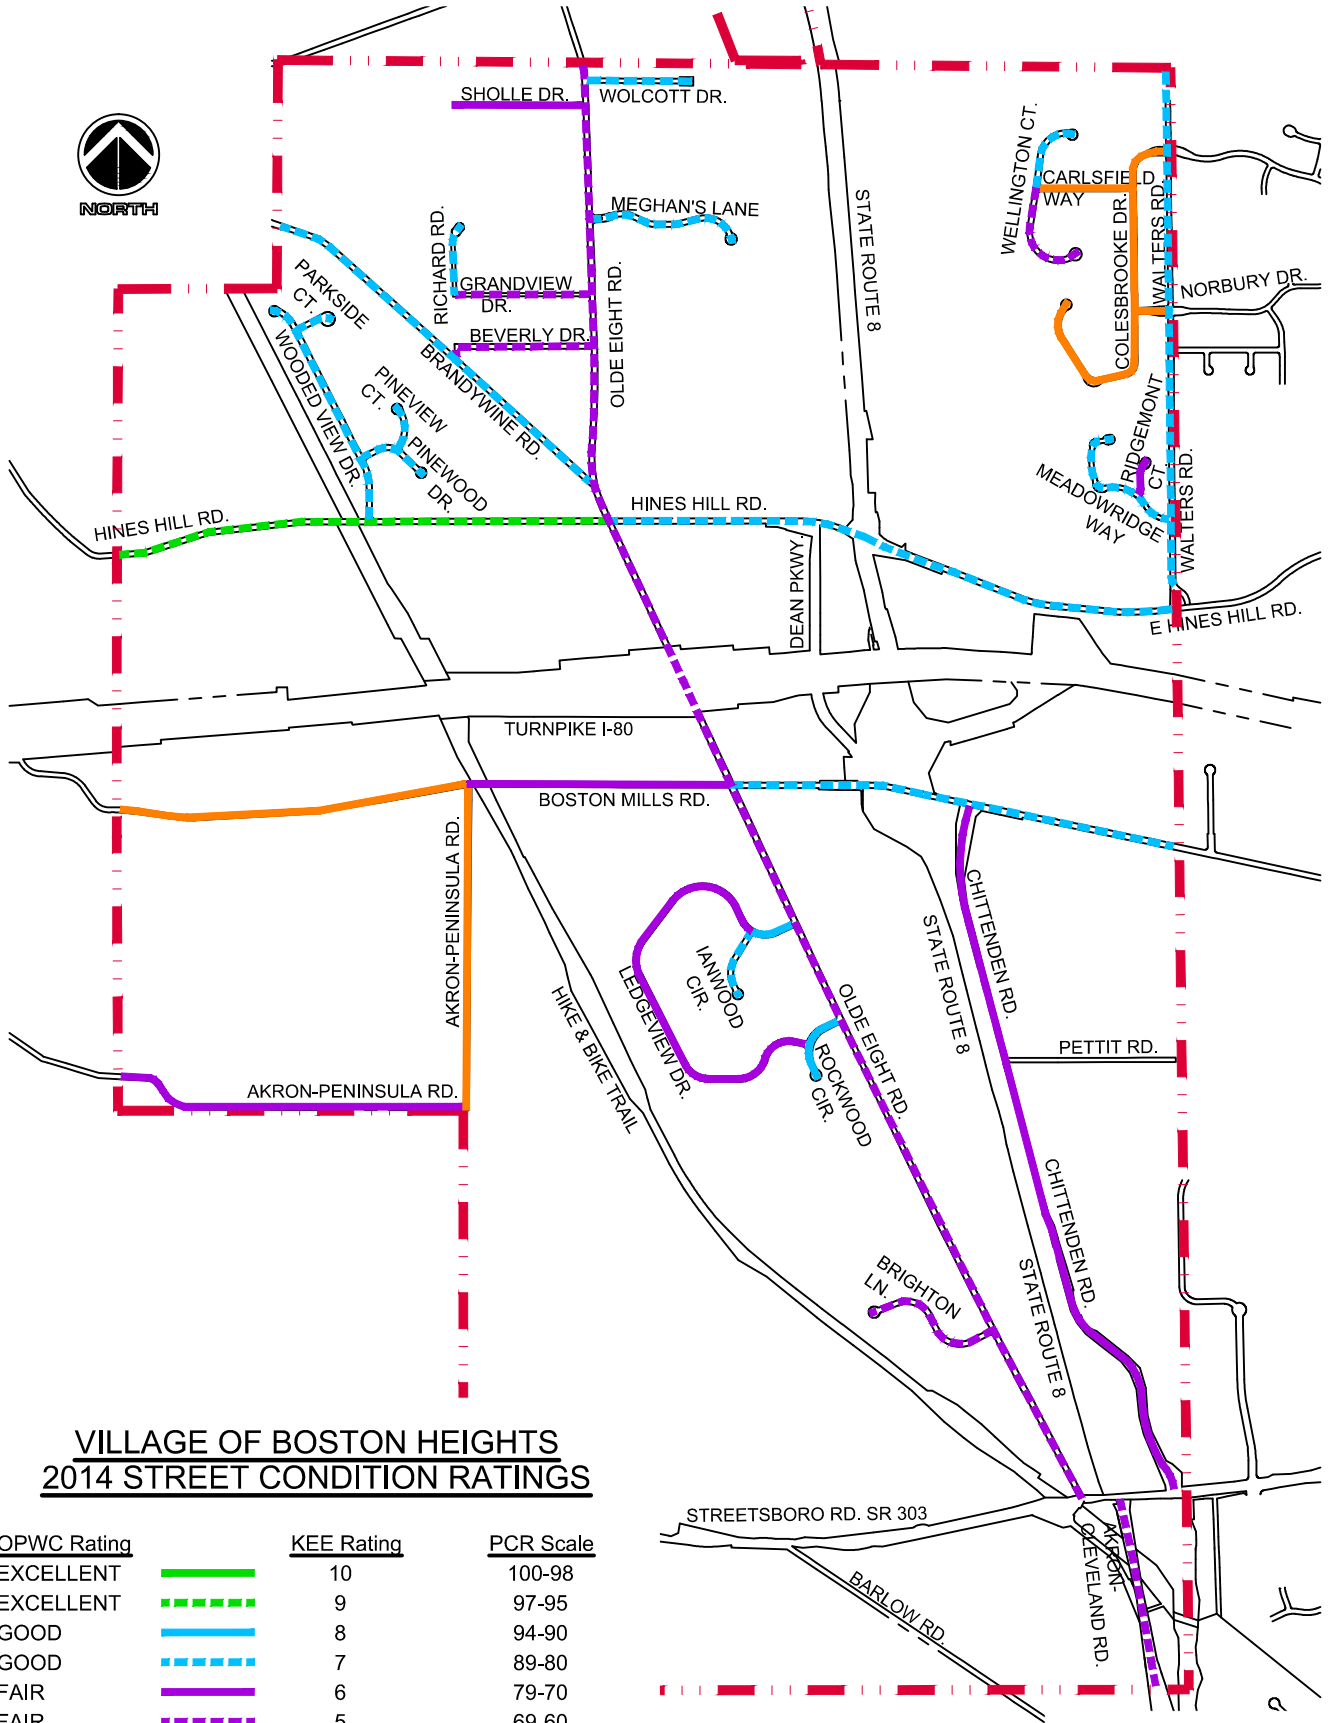 SHOLLE DR.
WOLCOTT DR.
NORTH
WELLINGTON CT.
CARLSFIELD
WAY
STATE ROUTE 8
COLESBROOKE DR.
WALTERS RD.
MEGHAN'S LANE
RICHARD RD.
GRANDVIEW
DR.
OLDE EIGHT RD.
NORBURY DR.
PARKSIDE
CT.
WOODED VIEW DR.
BEVERLY DR.
BRANDYWINE RD.
PINEVIEW
CT.
PINEWOOD
DR.
RIDGEMONT
CT.
MEADOWRIDGE
WAY
WALTERS RD.
HINES HILL RD.
HINES HILL RD.
DEAN PKWY.
E HINES HILL RD.
TURNPIKE I-80
BOSTON MILLS RD.
AKRON-PENINSULA RD.
IANWOOD
CIR.
LEDGEVIEW DR.
HIKE & BIKE TRAIL
CHITTENDEN RD.
STATE ROUTE 8
OLDE EIGHT RD.
ROCKWOOD
CIR.
PETTIT RD.
AKRON-PENINSULA RD.
CHITTENDEN RD.
STATE ROUTE 8
BRIGHTON
LN.
VILLAGE OF BOSTON HEIGHTS
2014 STREET CONDITION RATINGS
STREETSBORO RD. SR 303
AKRON-
CLEVELAND RD.
BARLOW RD.
OPWC Rating KEE Rating PCR Scale
EXCELLENT 10 100-98
EXCELLENT 9 97-95
GOOD 8 94-90
GOOD 7 89-80
FAIR 6 79-70
FAIR 5 69-60